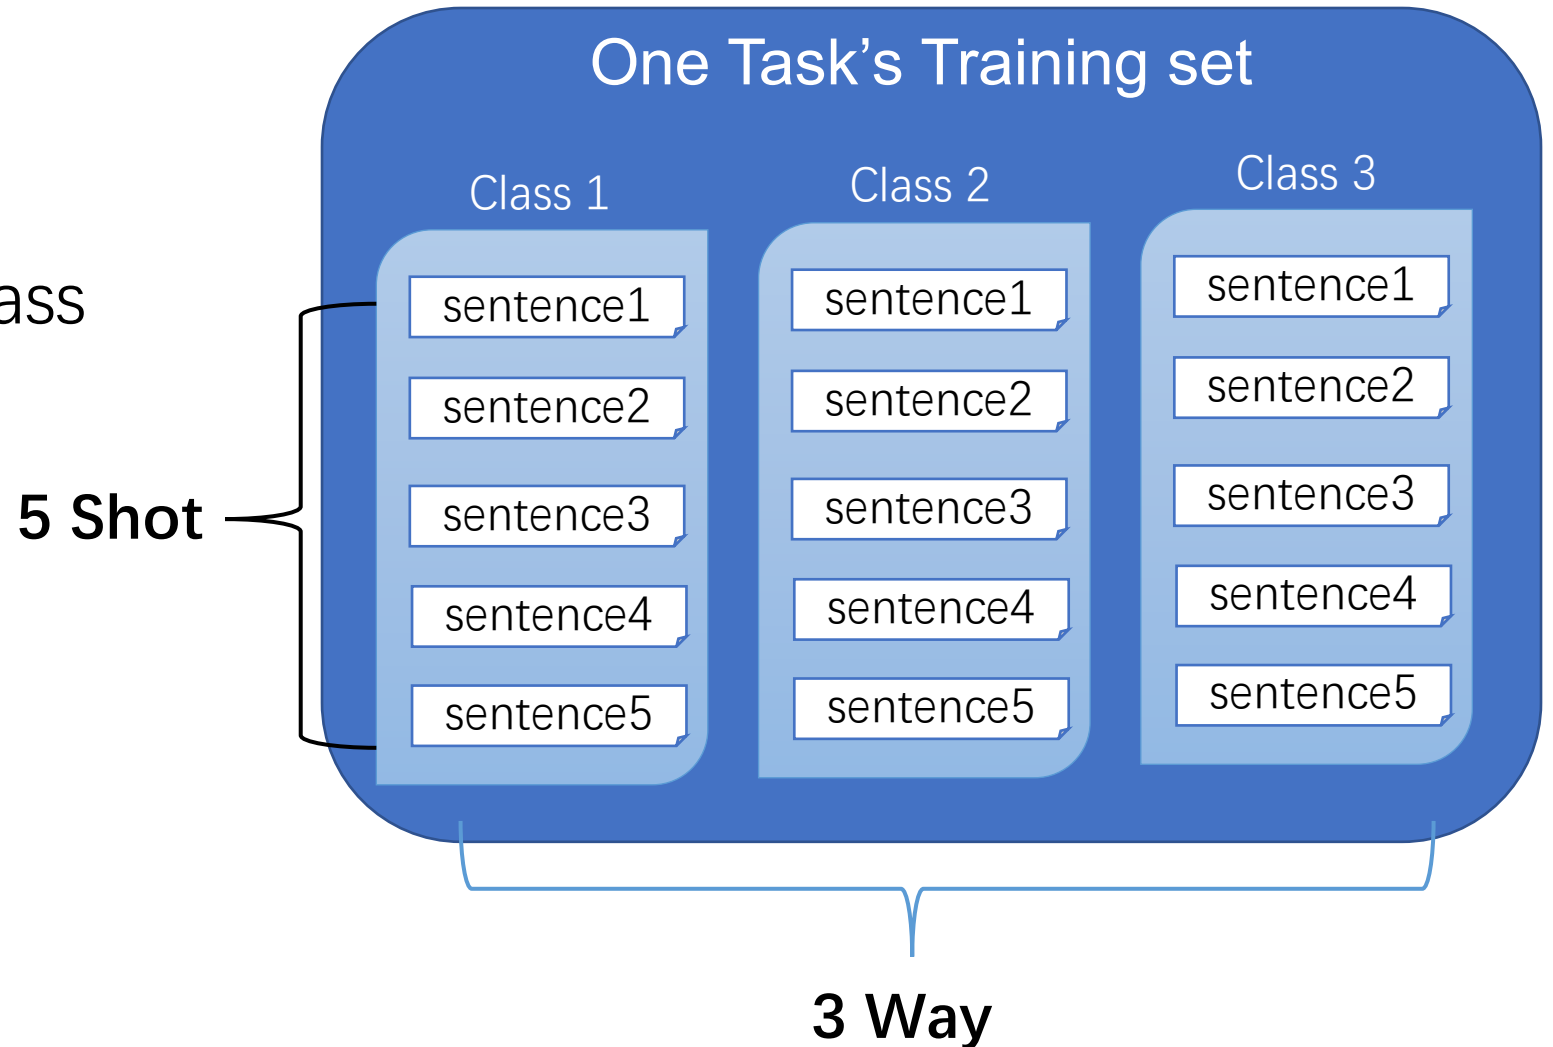 One Task's Training set
Class 1
Class 2
Class 3
sentence1
sentence1
sentence1
ass
sentence2
sentence2
sentence2
5 Shot
sentence3
sentence3
sentence3
sentence4
sentence4
sentence4
sentence5
sentence5
sentence5
3 Way